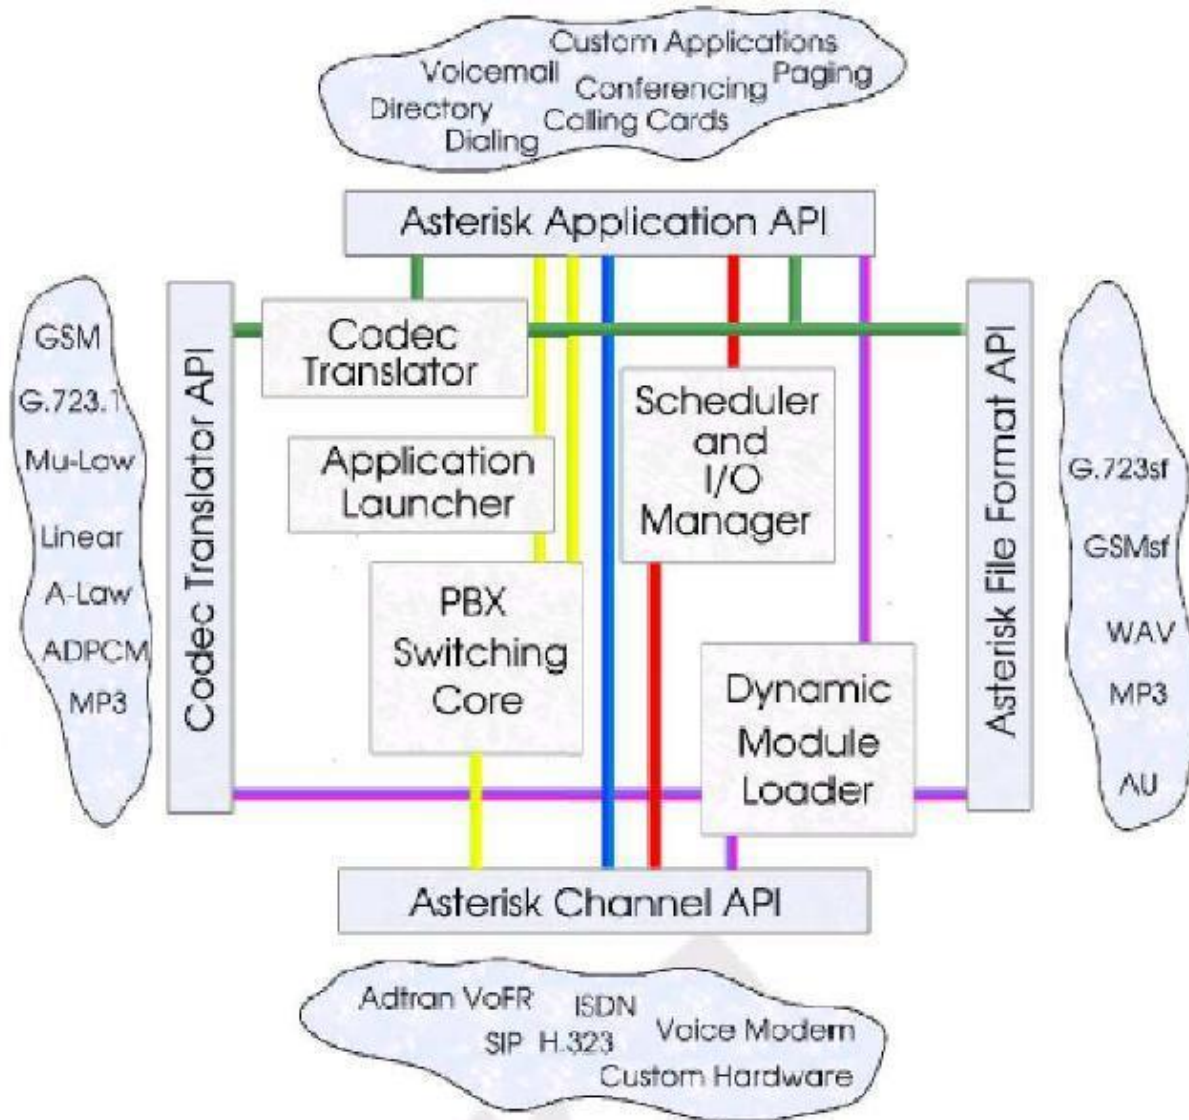 Custom Applications
Voicemail
Paging
Conferencing
Directory
Calling Cards
Dialing
Asterisk Application API
Codec Translator API
GSM
G.723.1
Mu-Law
Linear
A-Law
ADPCM
MP3
Codec
Translator
Application
Launcher
PBX
Switching
Core
Scheduler
and
I/O
Manager
Dynamic
Module
Loader
Asterisk File Format API
G.723sf
GSMsf
WAV
MP3
AU
Asterisk Channel API
Adtran VoFR
ISDN
SIP
H.323
Voice Modem
Custom Hardware